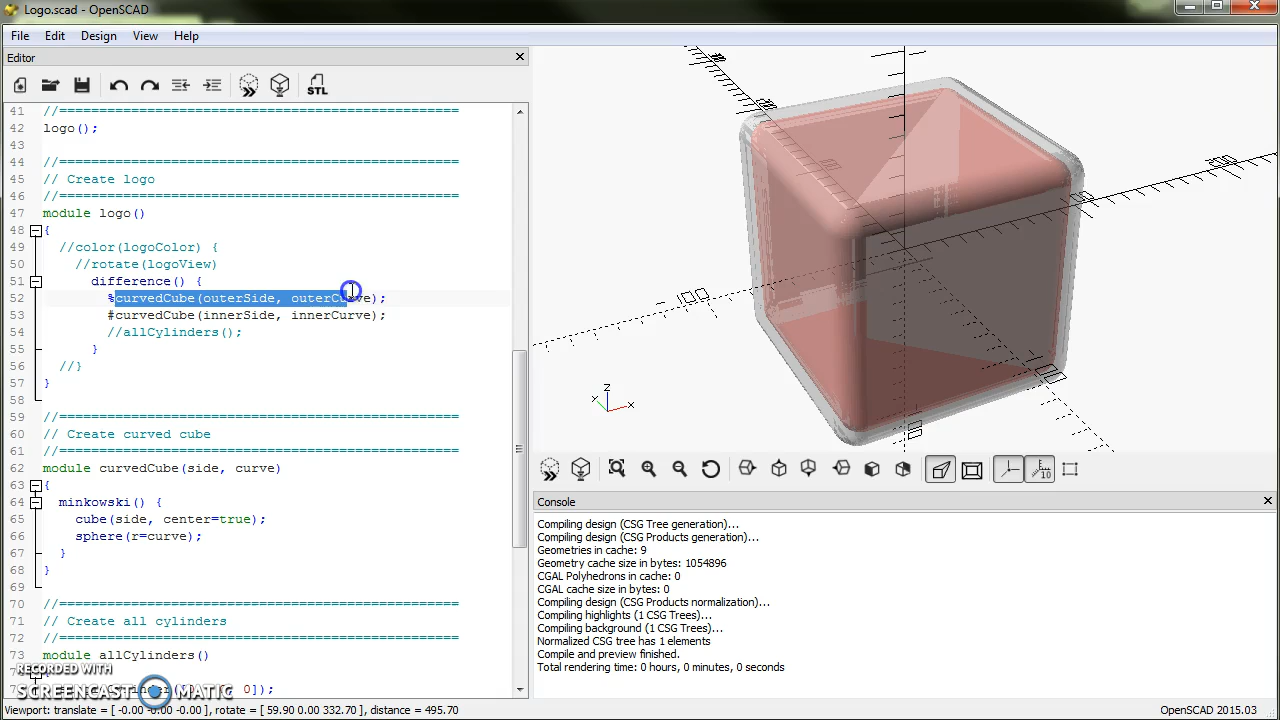 Logo.scad - OpenSCAD
File Edit Design View Help
Editor
STL
41 //==================================================
42 logo();
43
44 //==================================================
45 // Create logo
46 //==================================================
47 module logo()
48 {
49 //color(logoColor) {
50 //rotate(logoView)
51 difference() {
52 %curvedCube(outerSide, outerCurve);
53 #curvedCube(innerSide, innerCurve);
54 //allCylinders();
55 }
56 //}
57 }
58
59 //==================================================
60 // Create curved cube
61 //==================================================
62 module curvedCube(side, curve)
63 {
64 minkowski() {
65 cube(side, center=true);
66 sphere(r=curve);
67 }
68 }
69
70 //==================================================
71 // Create all cylinders
72 //==================================================
73 module allCylinders()
0]);
RECORDED WITH
SCREENCAST MATIC
Z
X
10
Console
Compiling design (CSG Tree generation)...
Compiling design (CSG Products generation)...
Geometries in cache: 9
Geometry cache size in bytes: 1054896
CGAL Polyhedrons in cache: 0
CGAL cache size in bytes: 0
Compiling design (CSG Products normalization)...
Compiling highlights (1 CSG Trees)...
Compiling background (1 CSG Trees)...
Normalized CSG tree has 1 elements
Compile and preview finished.
Total rendering time: 0 hours, 0 minutes, 0 seconds
Viewport: translate = [ -0.00 -0.00 -0.00 ], rotate = [ 59.90 0.00 332.70 ], distance = 495.70
OpenSCAD 2015.03